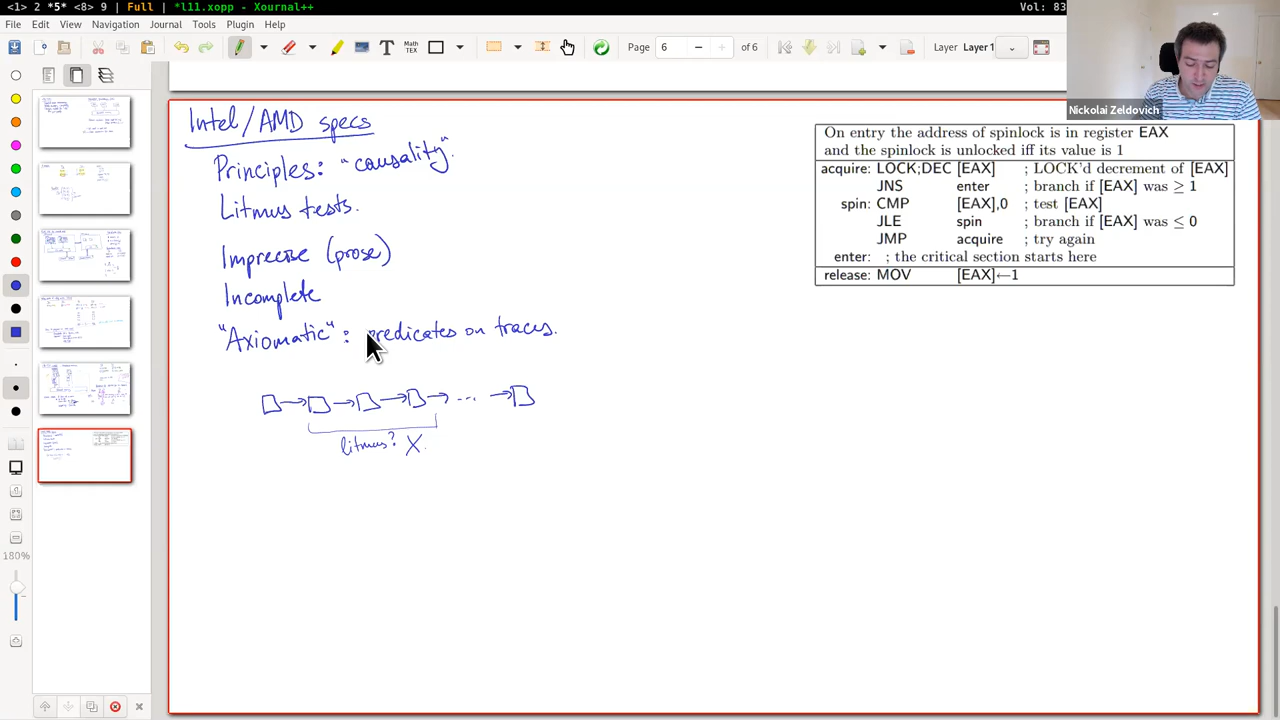 <1> 2 *5* <8> 9 | Full | *l11.xopp - Xournal++
Vol: 83
File Edit View Navigation Journal Tools Plugin Help
T Math TEX Page 6 of 6 Layer Layer 1
Nickolai Zeldovich
Intel/AMD specs
Principles: "causality".
Litmus tests.
Imprecise (prose)
Incomplete
"Axiomatic": predicates on traces.
...
litmus? X.
On entry the address of spinlock is in register EAX
and the spinlock is unlocked iff its value is 1
acquire: LOCK;DEC [EAX] ; LOCK'd decrement of [EAX]
JNS enter ; branch if [EAX] was ≥ 1
spin: CMP [EAX],0 ; test [EAX]
JLE spin ; branch if [EAX] was ≤ 0
JMP acquire ; try again
enter: ; the critical section starts here
release: MOV [EAX]←1
180%